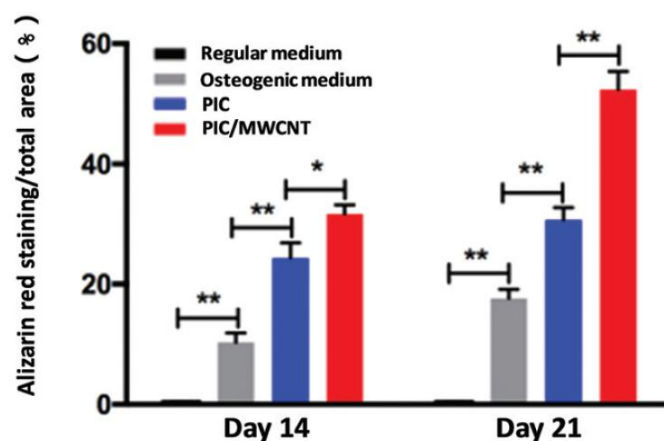 Alizarin red staining/total area ( % )
60
40
20
0
Regular medium
Osteogenic medium
PIC
PIC/MWCNT
**
**
*
**
**
**
Day 14
Day 21